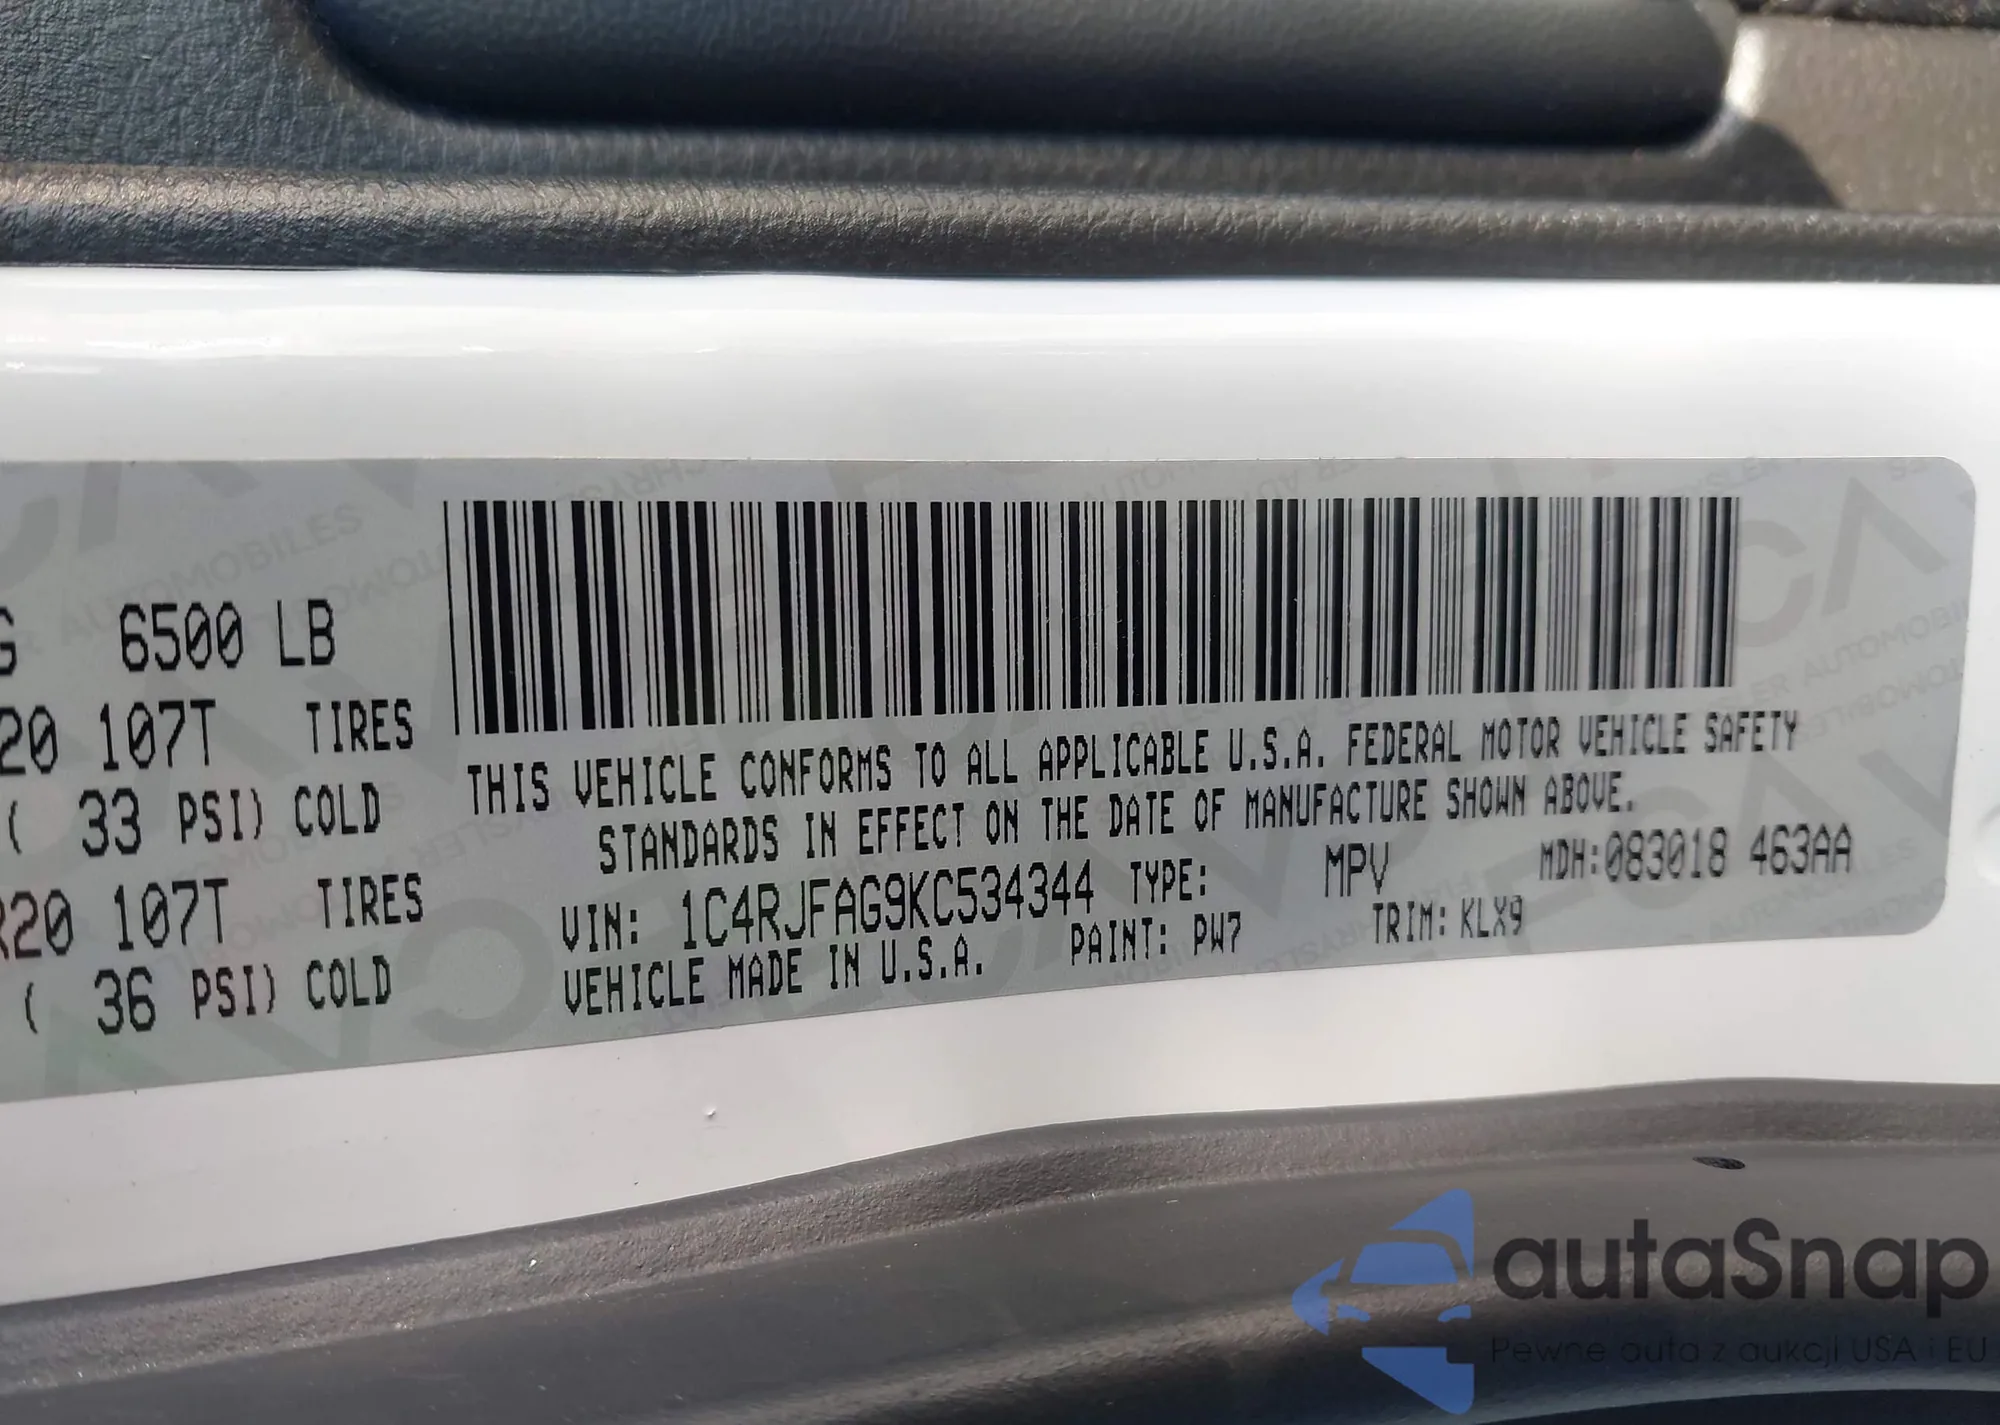 G 6500 LB
20 107T TIRES
( 33 PSI) COLD
R20 107T TIRES
( 36 PSI) COLD
THIS VEHICLE CONFORMS TO ALL APPLICABLE U.S.A. FEDERAL MOTOR VEHICLE SAFETY
STANDARDS IN EFFECT ON THE DATE OF MANUFACTURE SHOWN ABOVE.
VIN: 1C4RJFAG9KC534344 TYPE: MPV MDH:083018 463AA
VEHICLE MADE IN U.S.A. PAINT: PW7 TRIM: KLX9
autaSnap
Pewne auta z aukcji USA i EU